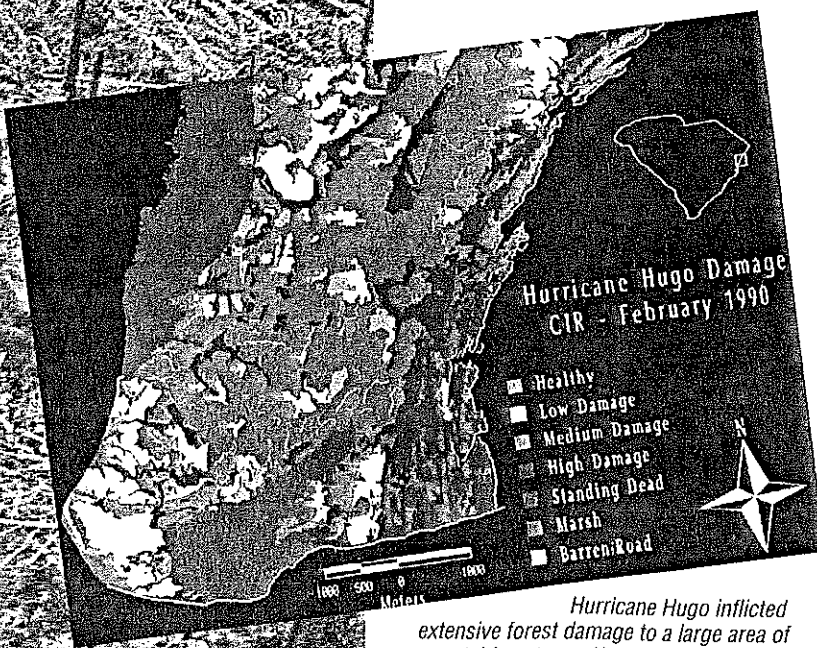 Hurricane Hugo Damage
CIR - February 1990
Healthy
Low Damage
Medium Damage
High Damage
Standing Dead
Marsh
Barren/Road
N
1000 500 0 1000
Meters
Hurricane Hugo inflicted
extensive forest damage to a large area of